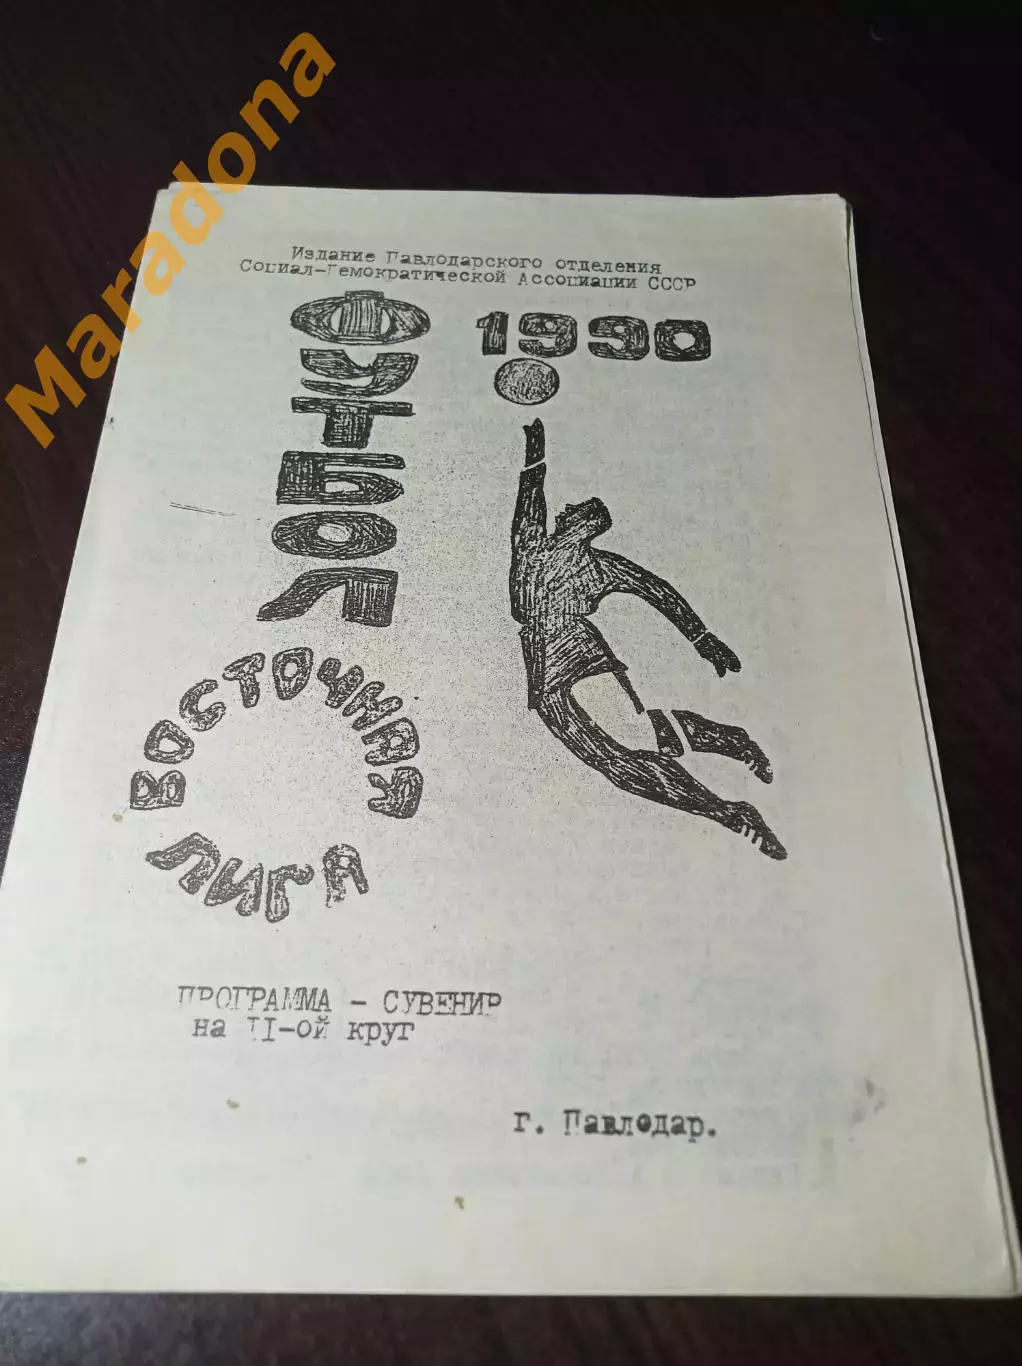 Maradona
Издание Павлодарского отделения
Социал-Демократической Ассоциации СССР
ФУТБОЛ
1990
ВОСТОЧНАЯ
ЛИГА
ПРОГРАММА - СУВЕНИР
на II-ой круг
г. Павлодар.